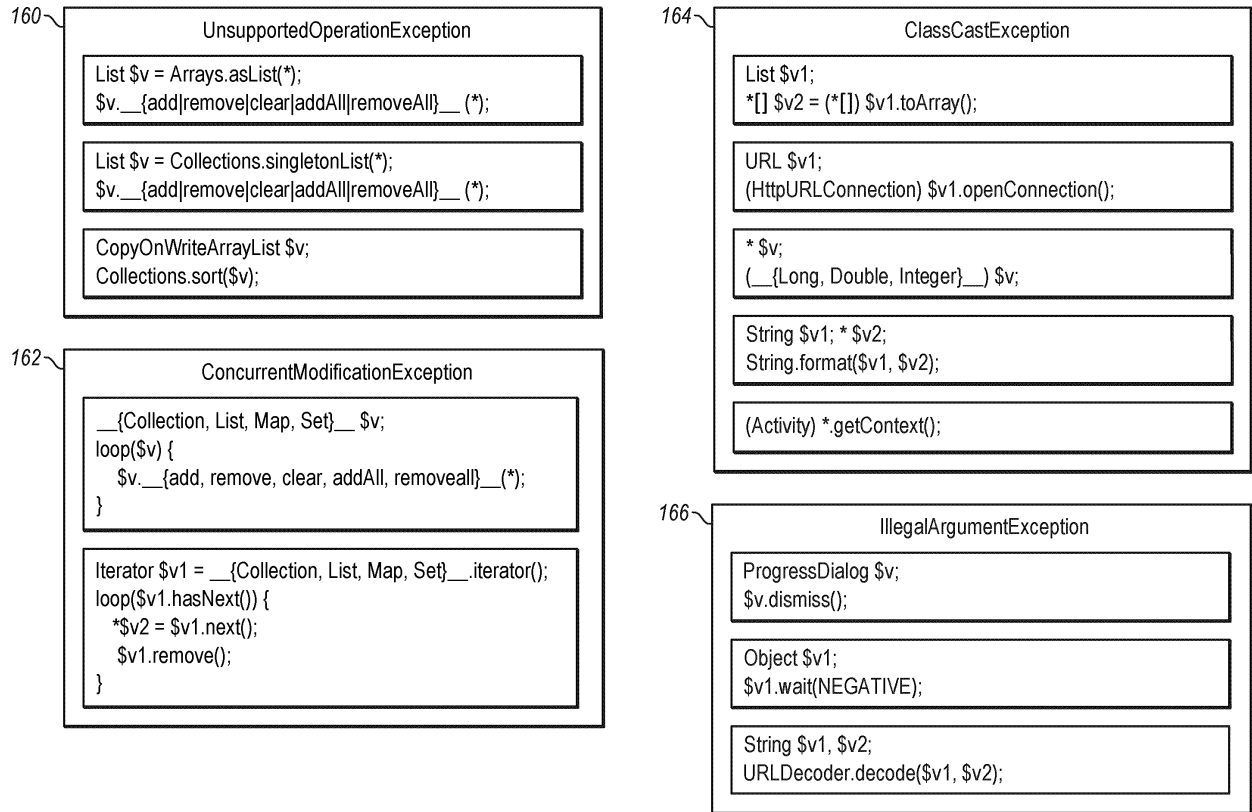 160
UnsupportedOperationException
List $v = Arrays.asList(*);
$v.__{add|remove|clear|addAll|removeAll}__ (*);
List $v = Collections.singletonList(*);
$v.__{add|remove|clear|addAll|removeAll}__ (*);
CopyOnWriteArrayList $v;
Collections.sort($v);
162
ConcurrentModificationException
__{Collection, List, Map, Set}__ $v;
loop($v) {
$v.__{add, remove, clear, addAll, removeall}__(*);
}
Iterator $v1 = __{Collection, List, Map, Set}__.iterator();
loop($v1.hasNext()) {
*$v2 = $v1.next();
$v1.remove();
}
164
ClassCastException
List $v1;
*[] $v2 = (*[]) $v1.toArray();
URL $v1;
(HttpURLConnection) $v1.openConnection();
* $v;
(__{Long, Double, Integer}__) $v;
String $v1; * $v2;
String.format($v1, $v2);
(Activity) *.getContext();
166
IllegalArgumentException
ProgressDialog $v;
$v.dismiss();
Object $v1;
$v1.wait(NEGATIVE);
String $v1, $v2;
URLDecoder.decode($v1, $v2);